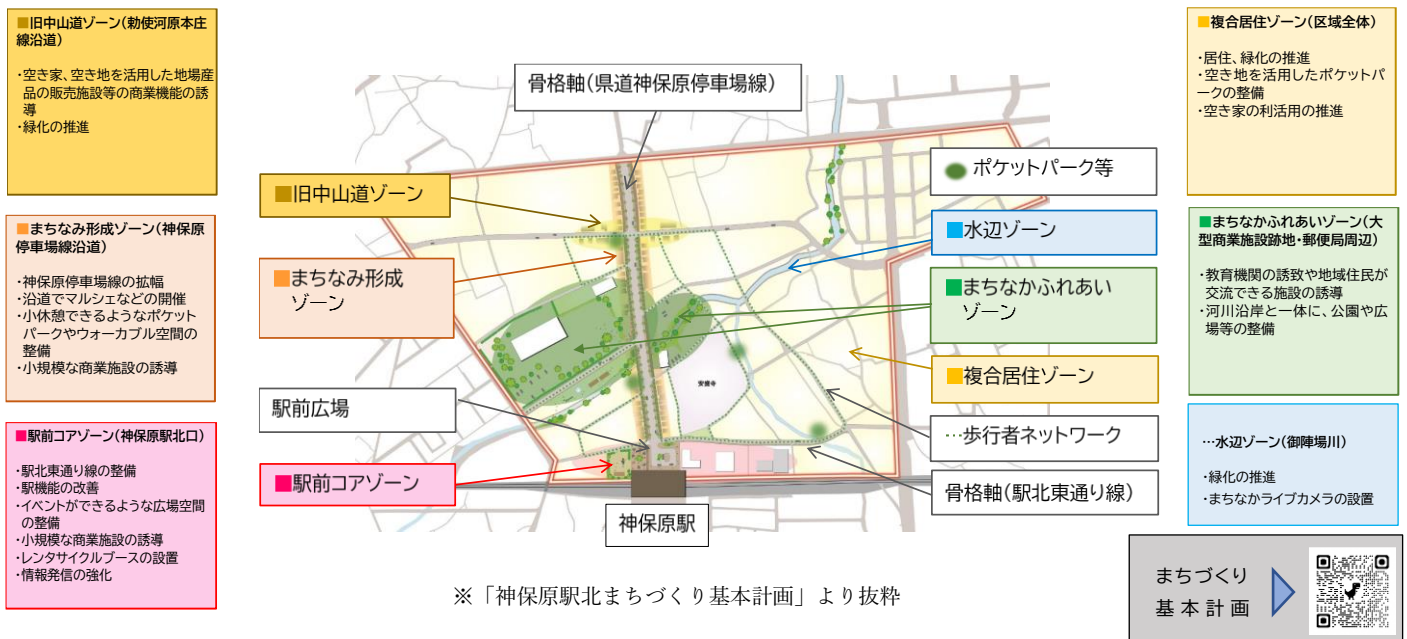 ■旧中山道ゾーン(勅使河原本庄
線沿道)
・空き家、空き地を活用した地場産
品の販売施設等の商業機能の誘
導
・緑化の推進
■まちなみ形成ゾーン(神保原
停車場線沿道)
・神保原停車場線の拡幅
・沿道でマルシェなどの開催
・小休憩できるようなポケット
パークやウォーカブル空間の
整備
・小規模な商業施設の誘導
■駅前コアゾーン(神保原駅北口)
・駅北東通り線の整備
・駅機能の改善
・イベントができるような広場空間
の整備
・小規模な商業施設の誘導
・レンタサイクルブースの設置
・情報発信の強化
骨格軸(県道神保原停車場線)
■旧中山道ゾーン
■まちなみ形成
ゾーン
駅前広場
■駅前コアゾーン
神保原駅
安盛寺
ポケットパーク等
■水辺ゾーン
■まちなかふれあい
ゾーン
■複合居住ゾーン
…歩行者ネットワーク
骨格軸(駅北東通り線)
■複合居住ゾーン(区域全体)
・居住、緑化の推進
・空き地を活用したポケットパ
ークの整備
・空き家の利活用の推進
■まちなかふれあいゾーン(大
型商業施設跡地・郵便局周辺)
・教育機関の誘致や地域住民が
交流できる施設の誘導
・河川沿岸と一体に、公園や広
場等の整備
…水辺ゾーン(御陣場川)
・緑化の推進
・まちなかライブカメラの設置
まちづくり
基本計画
※「神保原駅北まちづくり基本計画」より抜粋